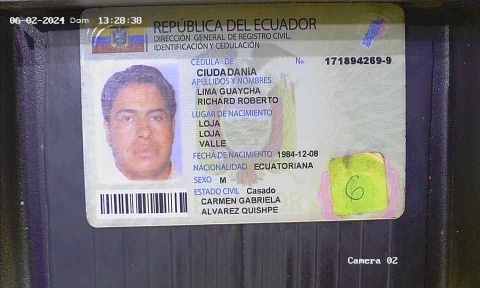 06-02-2024 Dom 13:28:30
REPÚBLICA DEL ECUADOR
DIRECCIÓN GENERAL DE REGISTRO CIVIL,
IDENTIFICACIÓN Y CEDULACIÓN
CÉDULA DE No. 171894269-9
CIUDADANÍA
APELLIDOS Y NOMBRES
LIMA GUAYCHA
RICHARD ROBERTO
LUGAR DE NACIMIENTO
LOJA
LOJA
VALLE
FECHA DE NACIMIENTO 1984-12-08
NACIONALIDAD ECUATORIANA
SEXO M
ESTADO CIVIL Casado
CARMEN GABRIELA
ALVAREZ QUISHPE
6
Camera 02